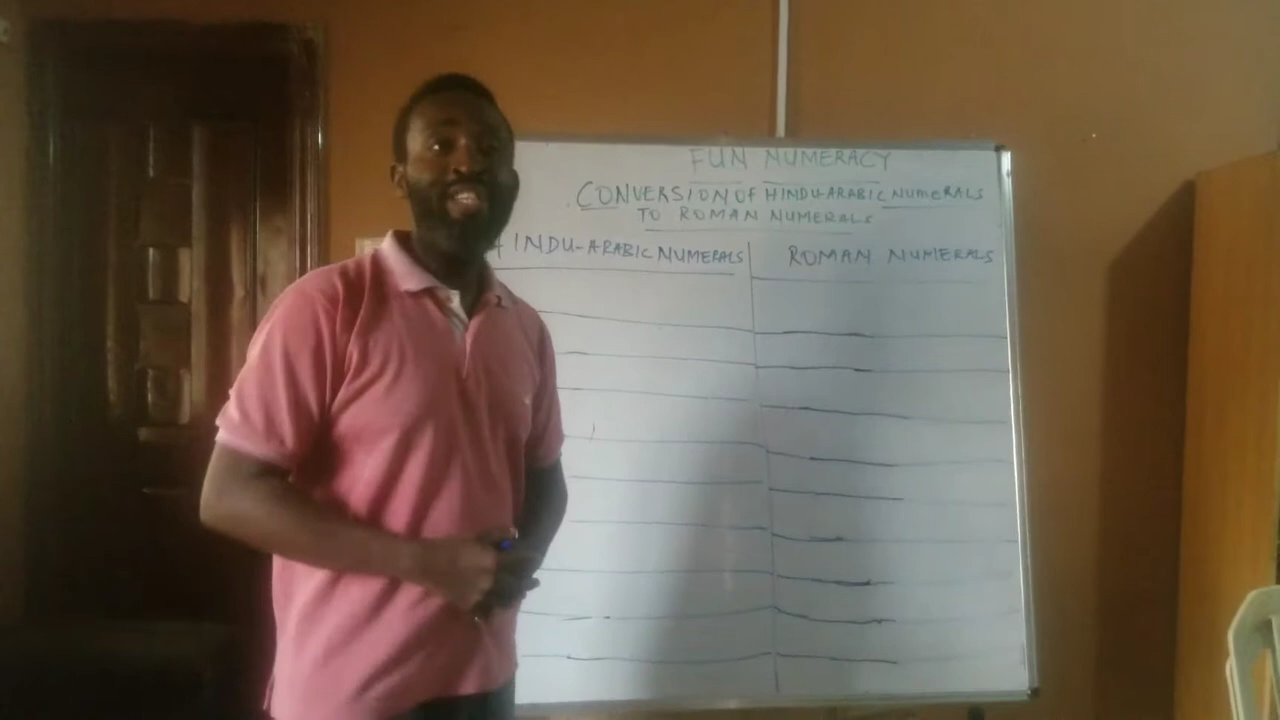 FUN NUMERACY
CONVERSION OF HINDU-ARABIC NUMERALS
TO ROMAN NUMERALS
HINDU-ARABIC NUMERALS
ROMAN NUMERALS